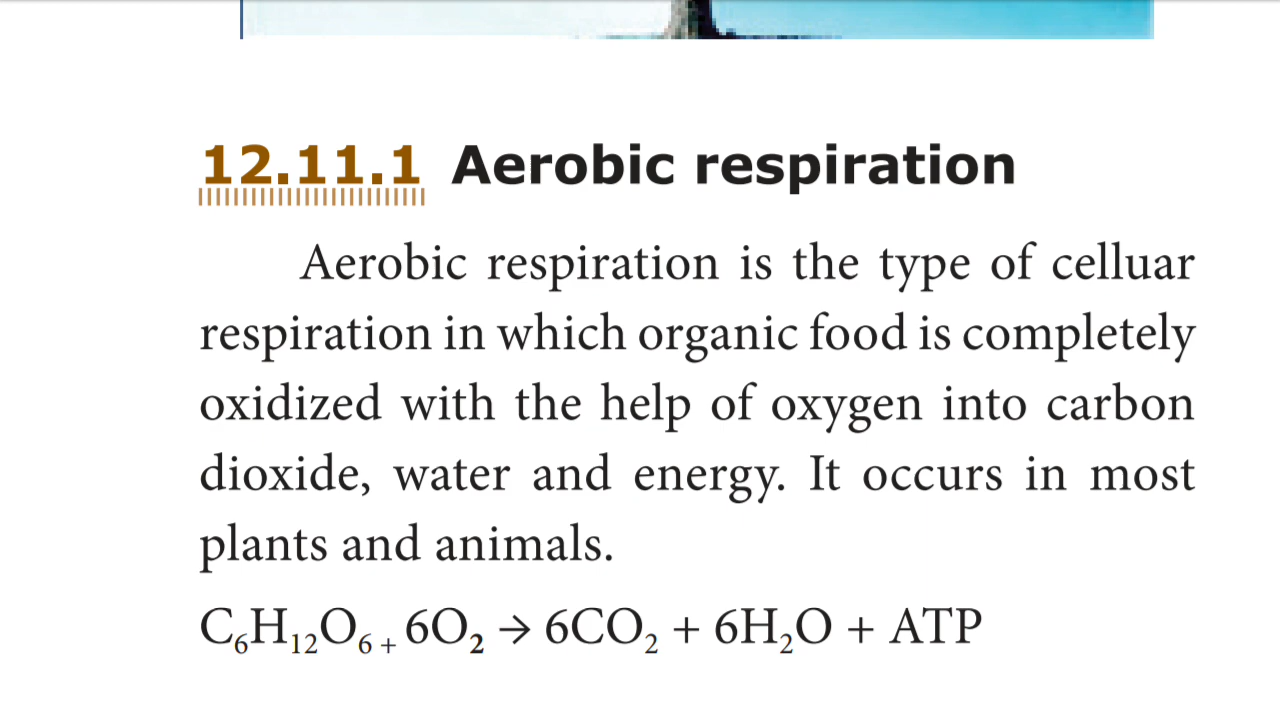 12.11.1 Aerobic respiration
Aerobic respiration is the type of celluar
respiration in which organic food is completely
oxidized with the help of oxygen into carbon
dioxide, water and energy. It occurs in most
plants and animals.
C₆H₁₂O₆ ₊ 6O₂ → 6CO₂ + 6H₂O + ATP